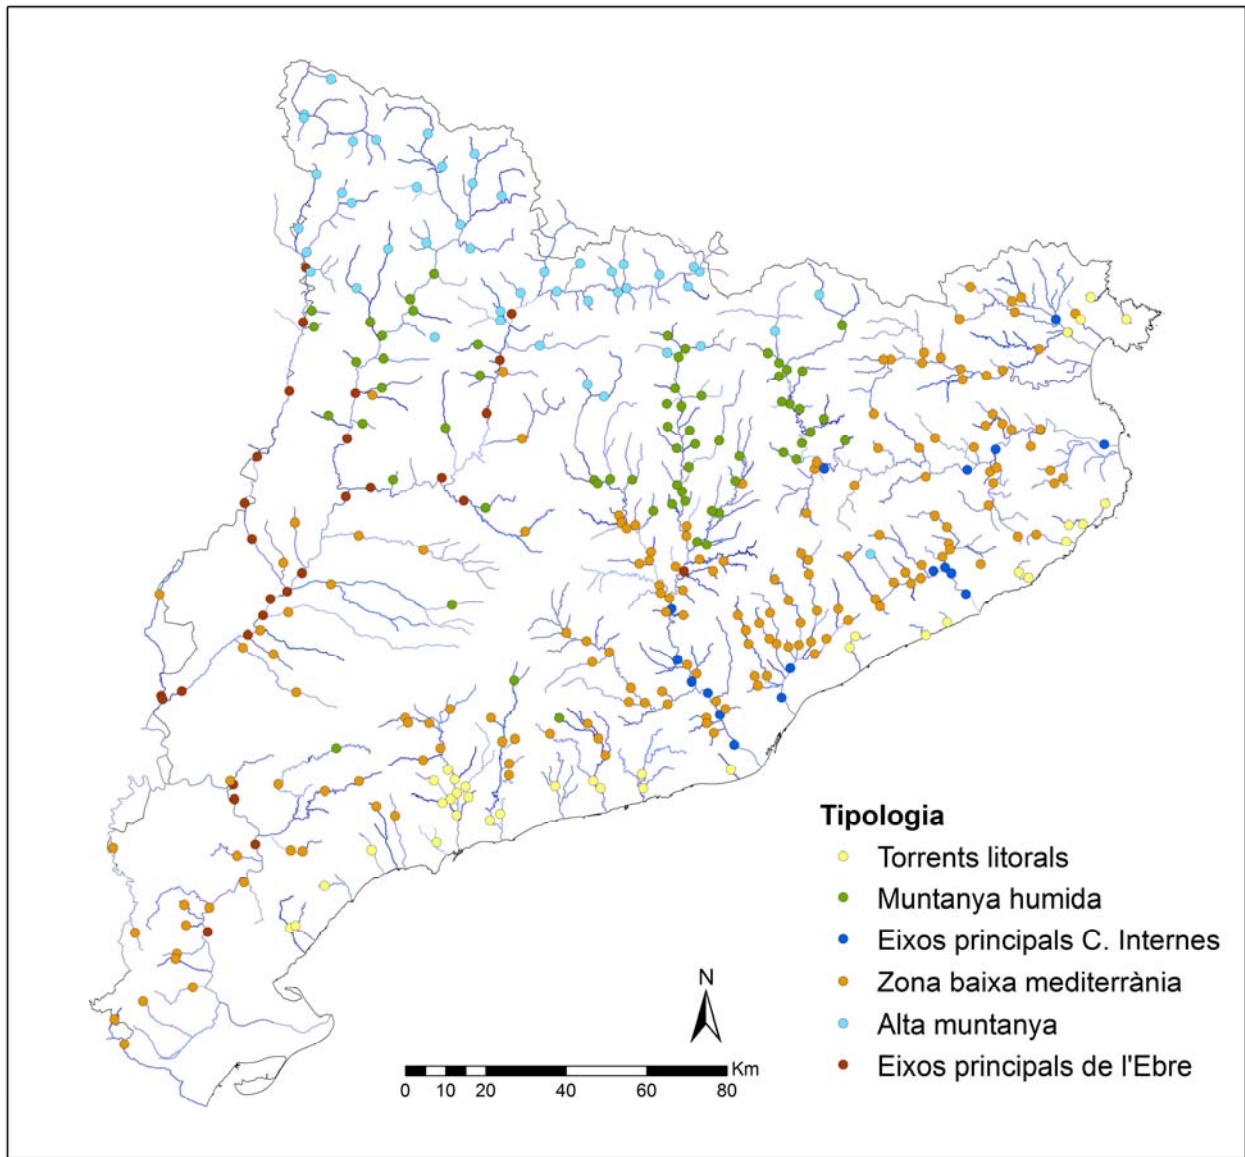 Tipologia
Torrents litorals
Muntanya humida
Eixos principals C. Internes
Zona baixa mediterrània
Alta muntanya
Eixos principals de l'Ebre
N
Km
0 10 20 40 60 80